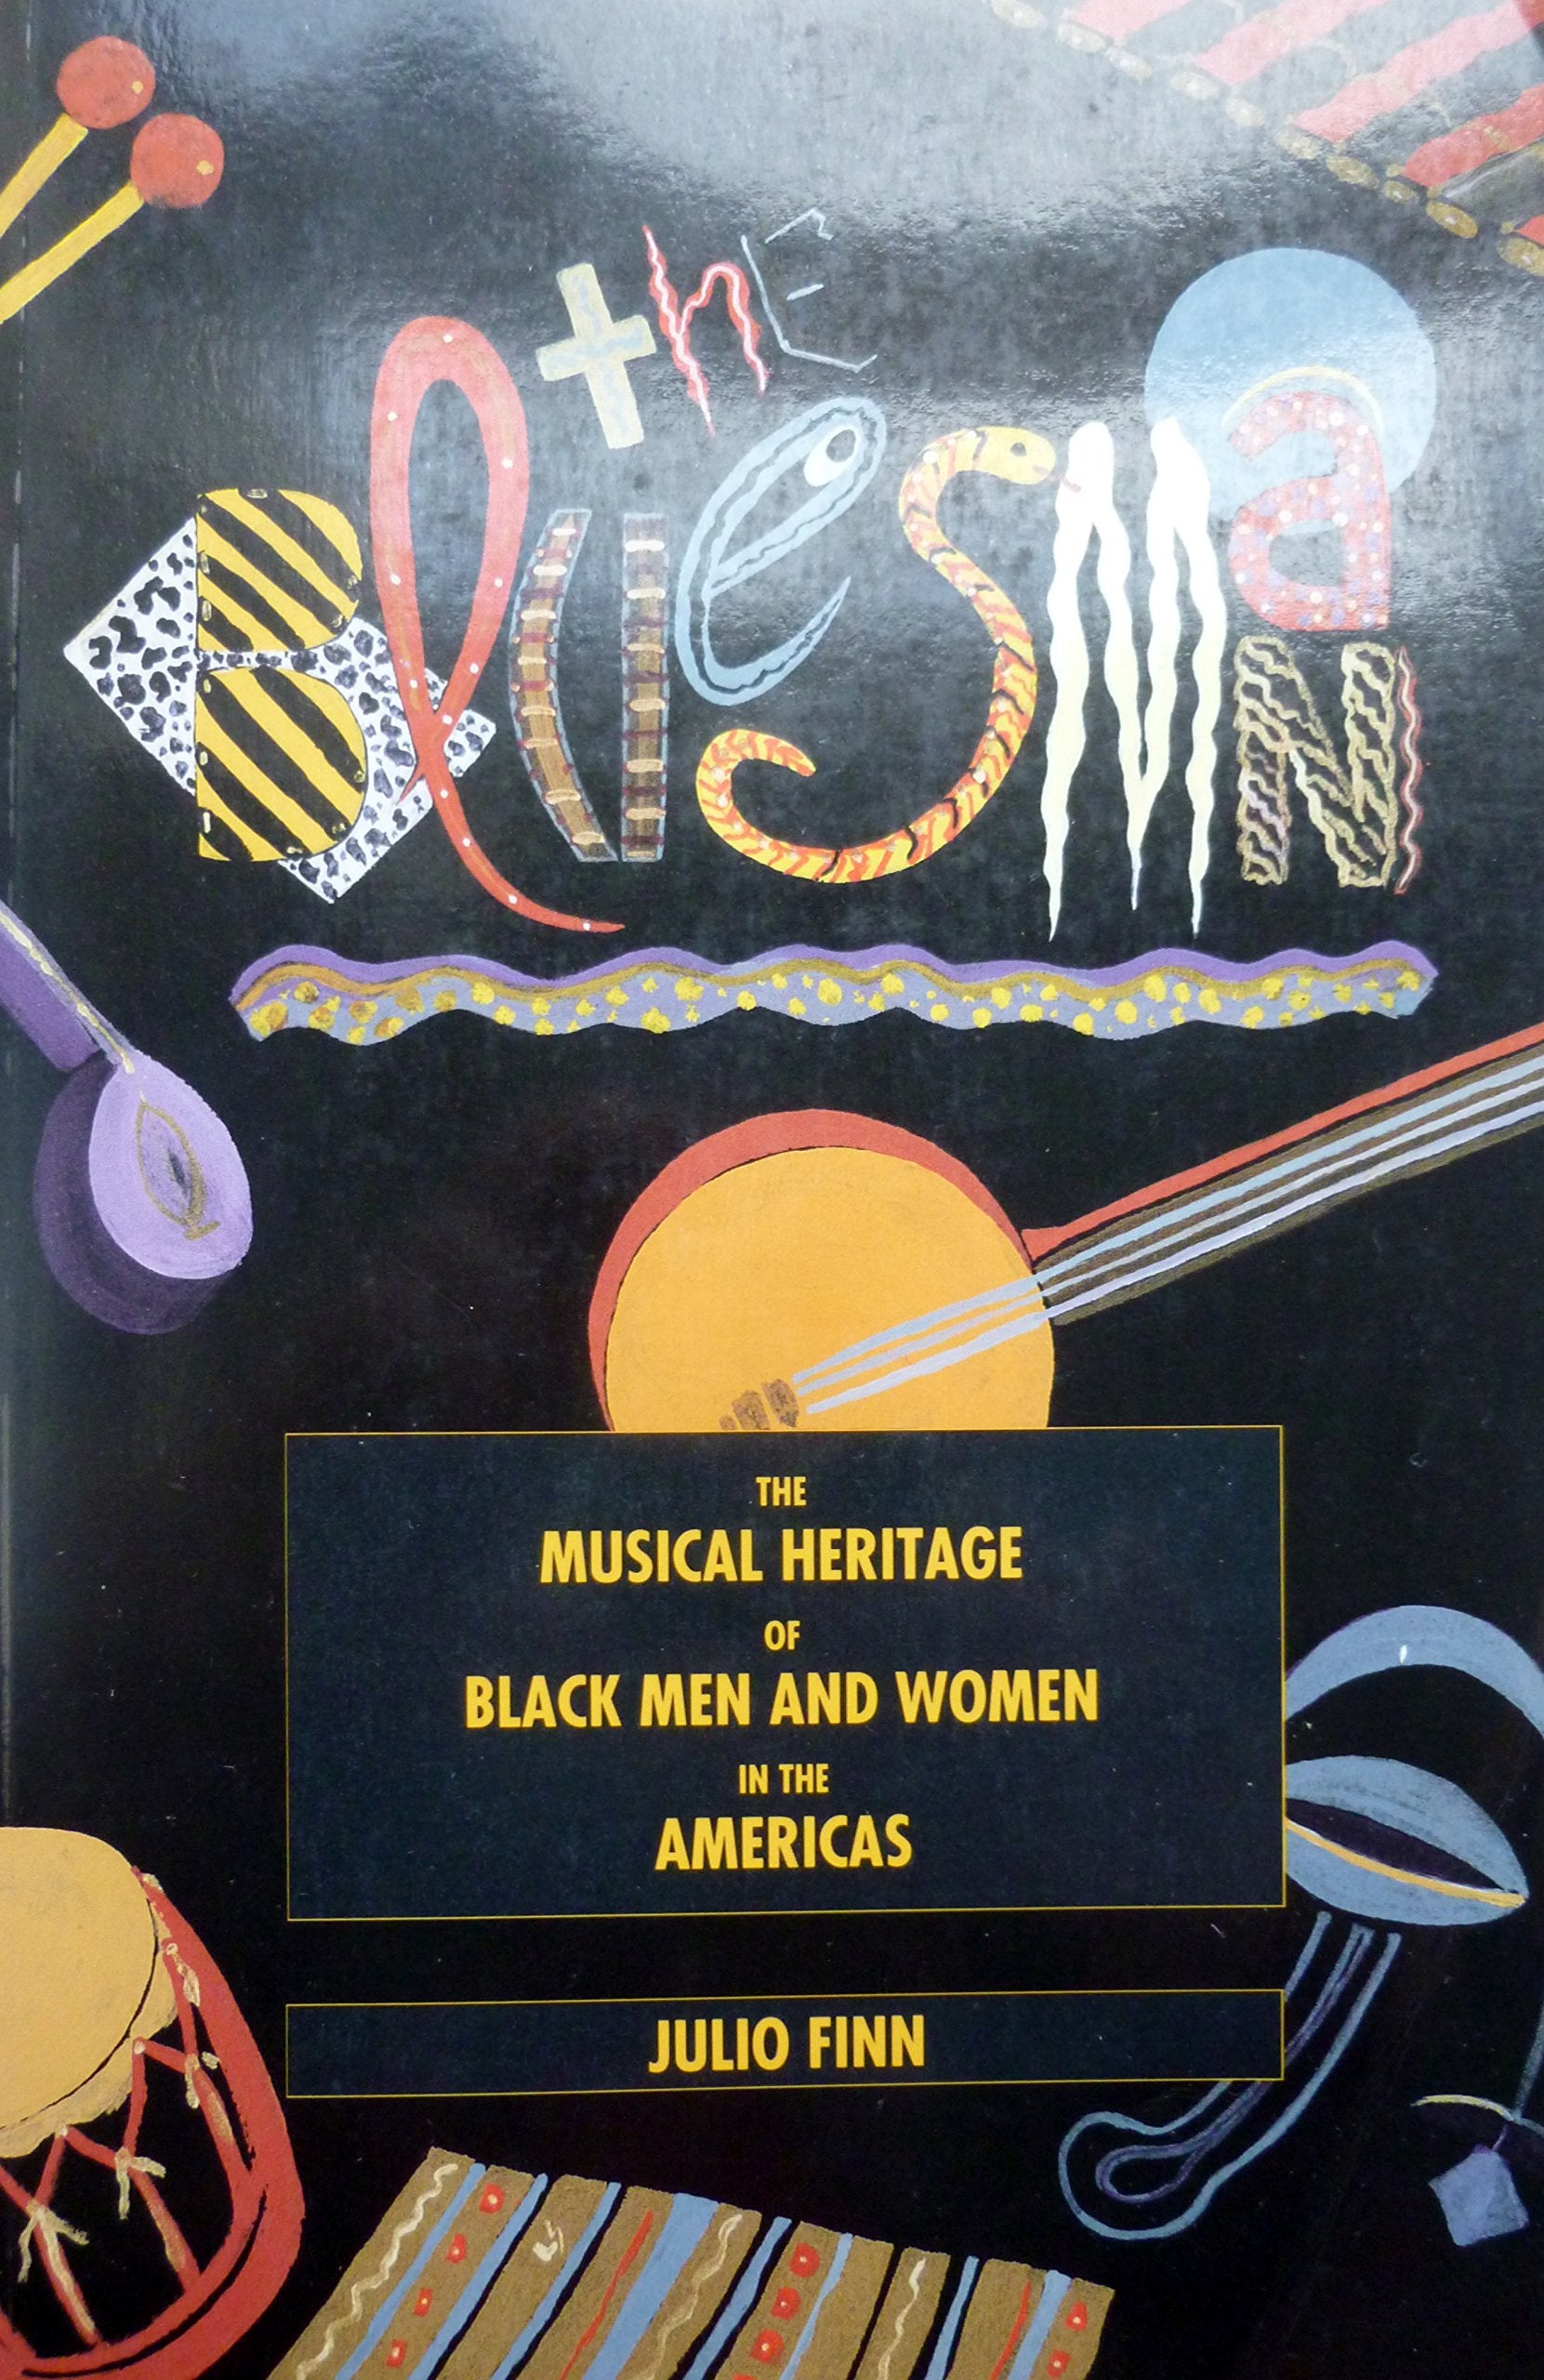 the
BluesMan
THE
MUSICAL HERITAGE
OF
BLACK MEN AND WOMEN
IN THE
AMERICAS
JULIO FINN